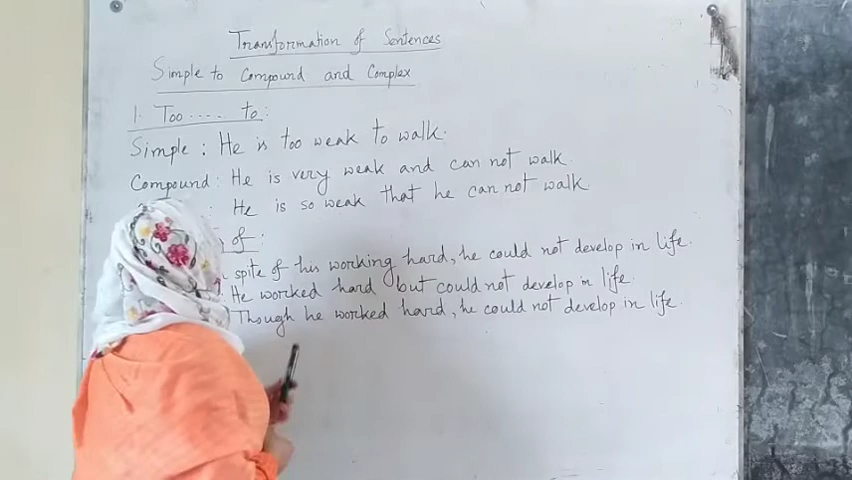 Transformation of Sentences
Simple to Compound and Complex
1. Too.... to:
Simple: He is too weak to walk.
Compound: He is very weak and can not walk.
: He is so weak that he can not walk.
of:
spite of his working hard, he could not develop in life.
He worked hard but could not develop in life.
Though he worked hard, he could not develop in life.